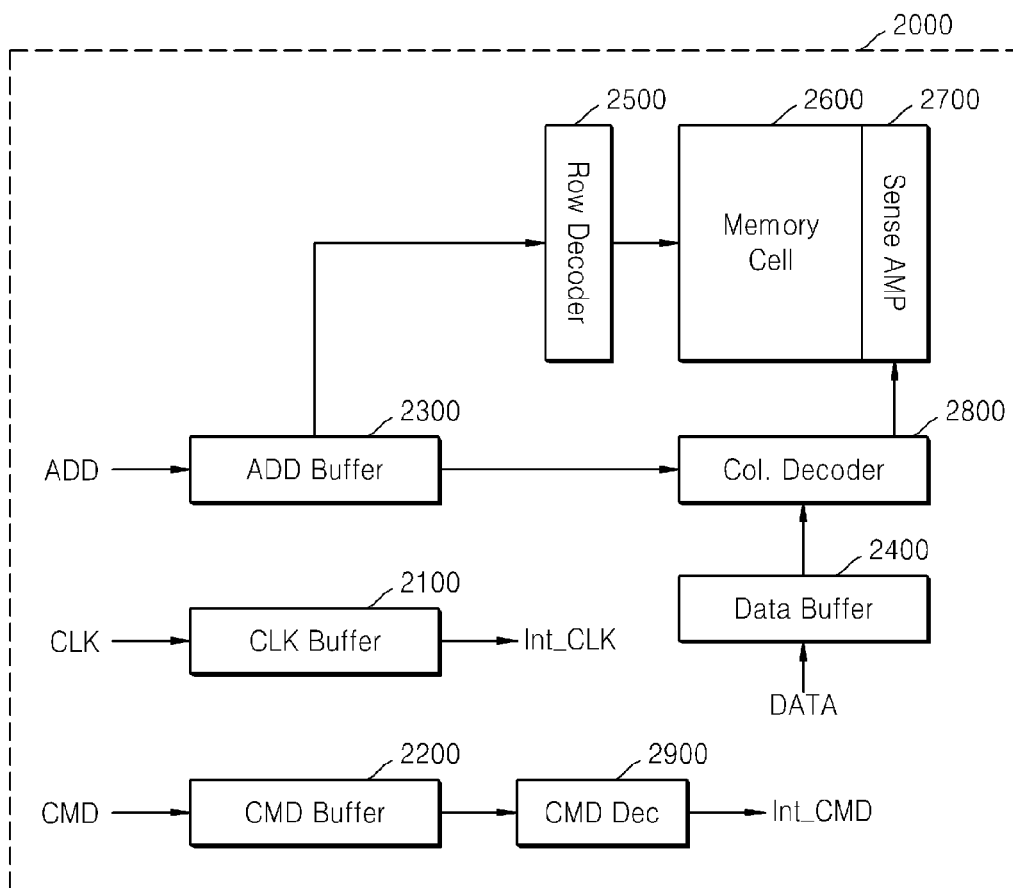 2000
2500
2600
2700
Row Decoder
Memory
Cell
Sense AMP
2300
2800
ADD
ADD Buffer
Col. Decoder
2100
2400
CLK
CLK Buffer
Int_CLK
Data Buffer
DATA
2200
2900
CMD
CMD Buffer
CMD Dec
Int_CMD